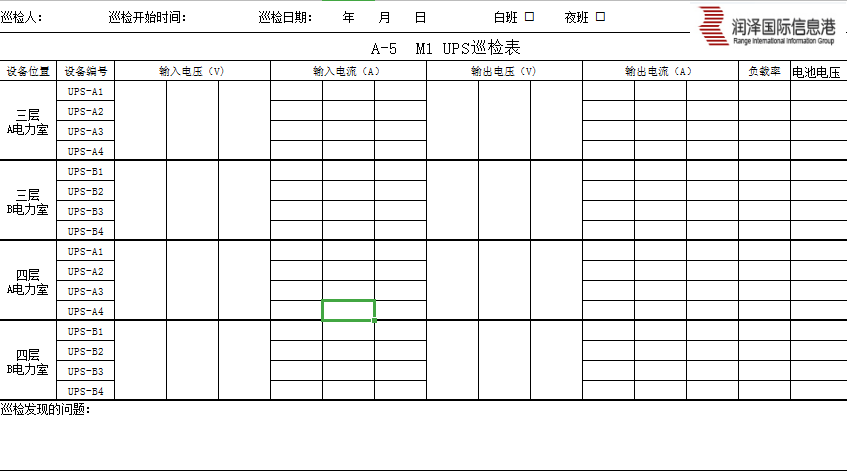 巡检人: 巡检开始时间: 巡检日期: 年 月 日 白班 □ 夜班 □
润泽国际信息港
Range International Information Group
A-5 M1 UPS巡检表
设备位置 设备编号 输入电压（V） 输入电流（A） 输出电压（V） 输出电流（A） 负载率 电池电压
三层
A电力室
UPS-A1
UPS-A2
UPS-A3
UPS-A4
三层
B电力室
UPS-B1
UPS-B2
UPS-B3
UPS-B4
四层
A电力室
UPS-A1
UPS-A2
UPS-A3
UPS-A4
四层
B电力室
UPS-B1
UPS-B2
UPS-B3
UPS-B4
巡检发现的问题: